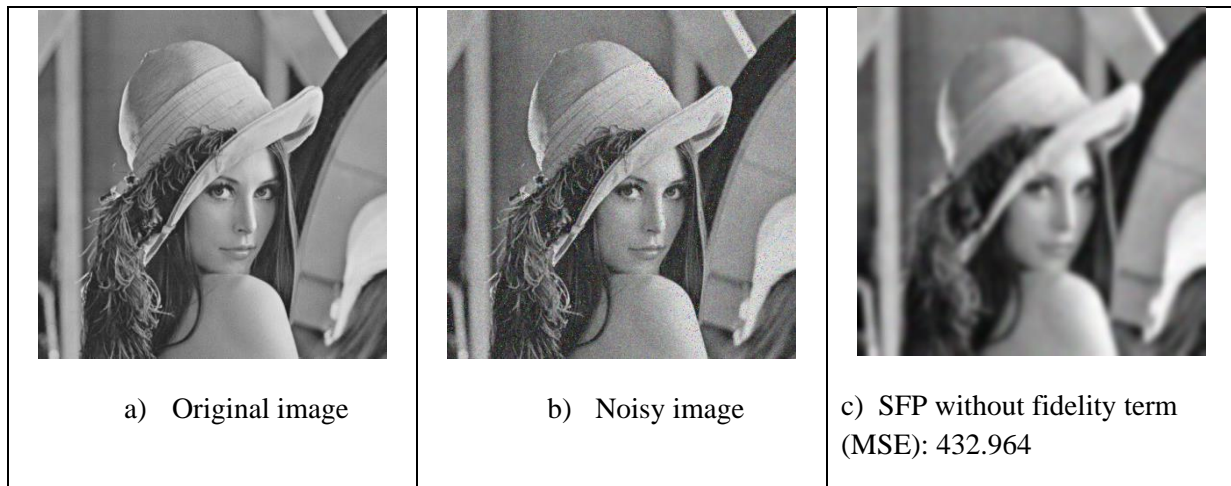 a) Original image
b) Noisy image
c) SFP without fidelity term
(MSE): 432.964